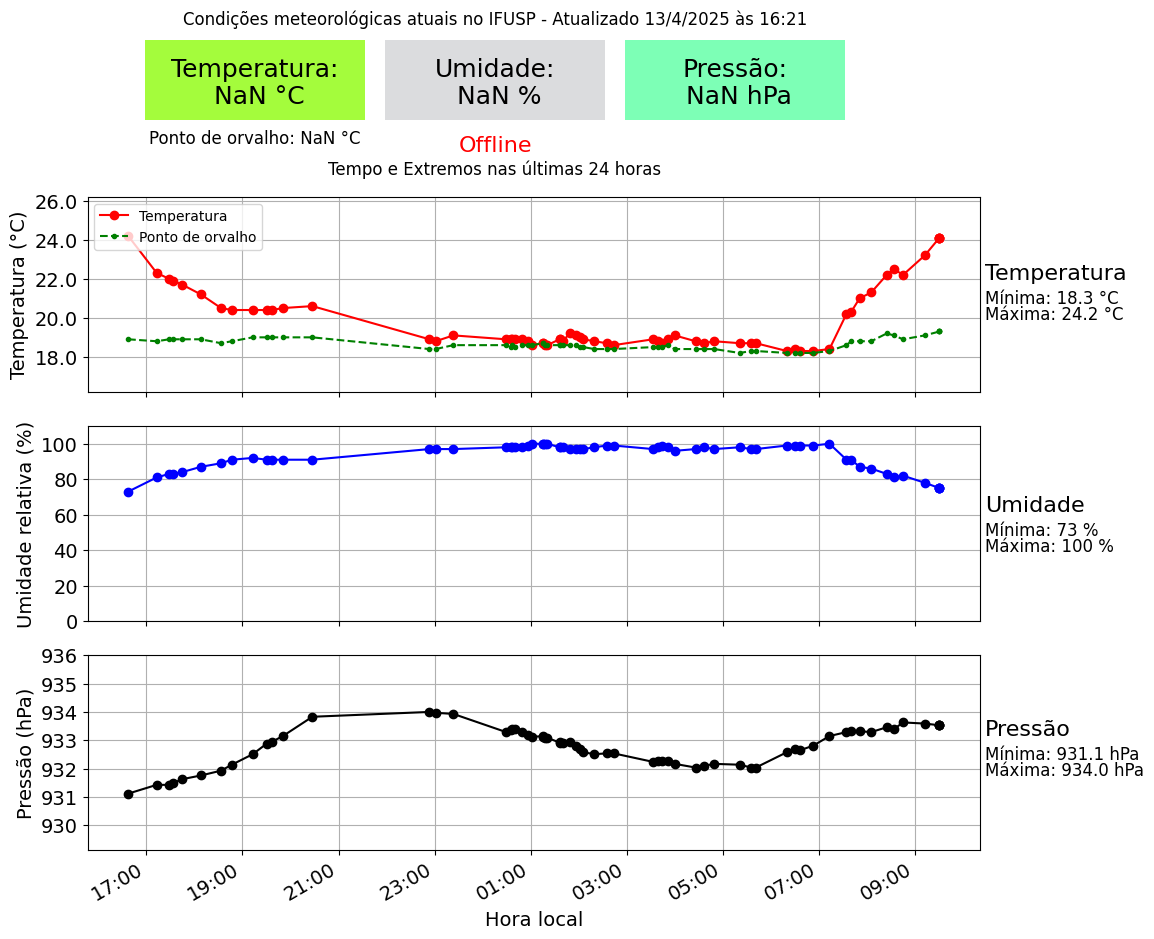 Condições meteorológicas atuais no IFUSP - Atualizado 13/4/2025 às 16:21
Temperatura:
NaN °C
Umidade:
NaN %
Pressão:
NaN hPa
Ponto de orvalho: NaN °C
Offline
Tempo e Extremos nas últimas 24 horas
Temperatura (°C)
26.0
24.0
22.0
20.0
18.0
Temperatura
Ponto de orvalho
Temperatura
Mínima: 18.3 °C
Máxima: 24.2 °C
Umidade relativa (%)
100
80
60
40
20
0
Umidade
Mínima: 73 %
Máxima: 100 %
Pressão (hPa)
936
935
934
933
932
931
930
Pressão
Mínima: 931.1 hPa
Máxima: 934.0 hPa
17:00 19:00 21:00 23:00 01:00 03:00 05:00 07:00 09:00
Hora local